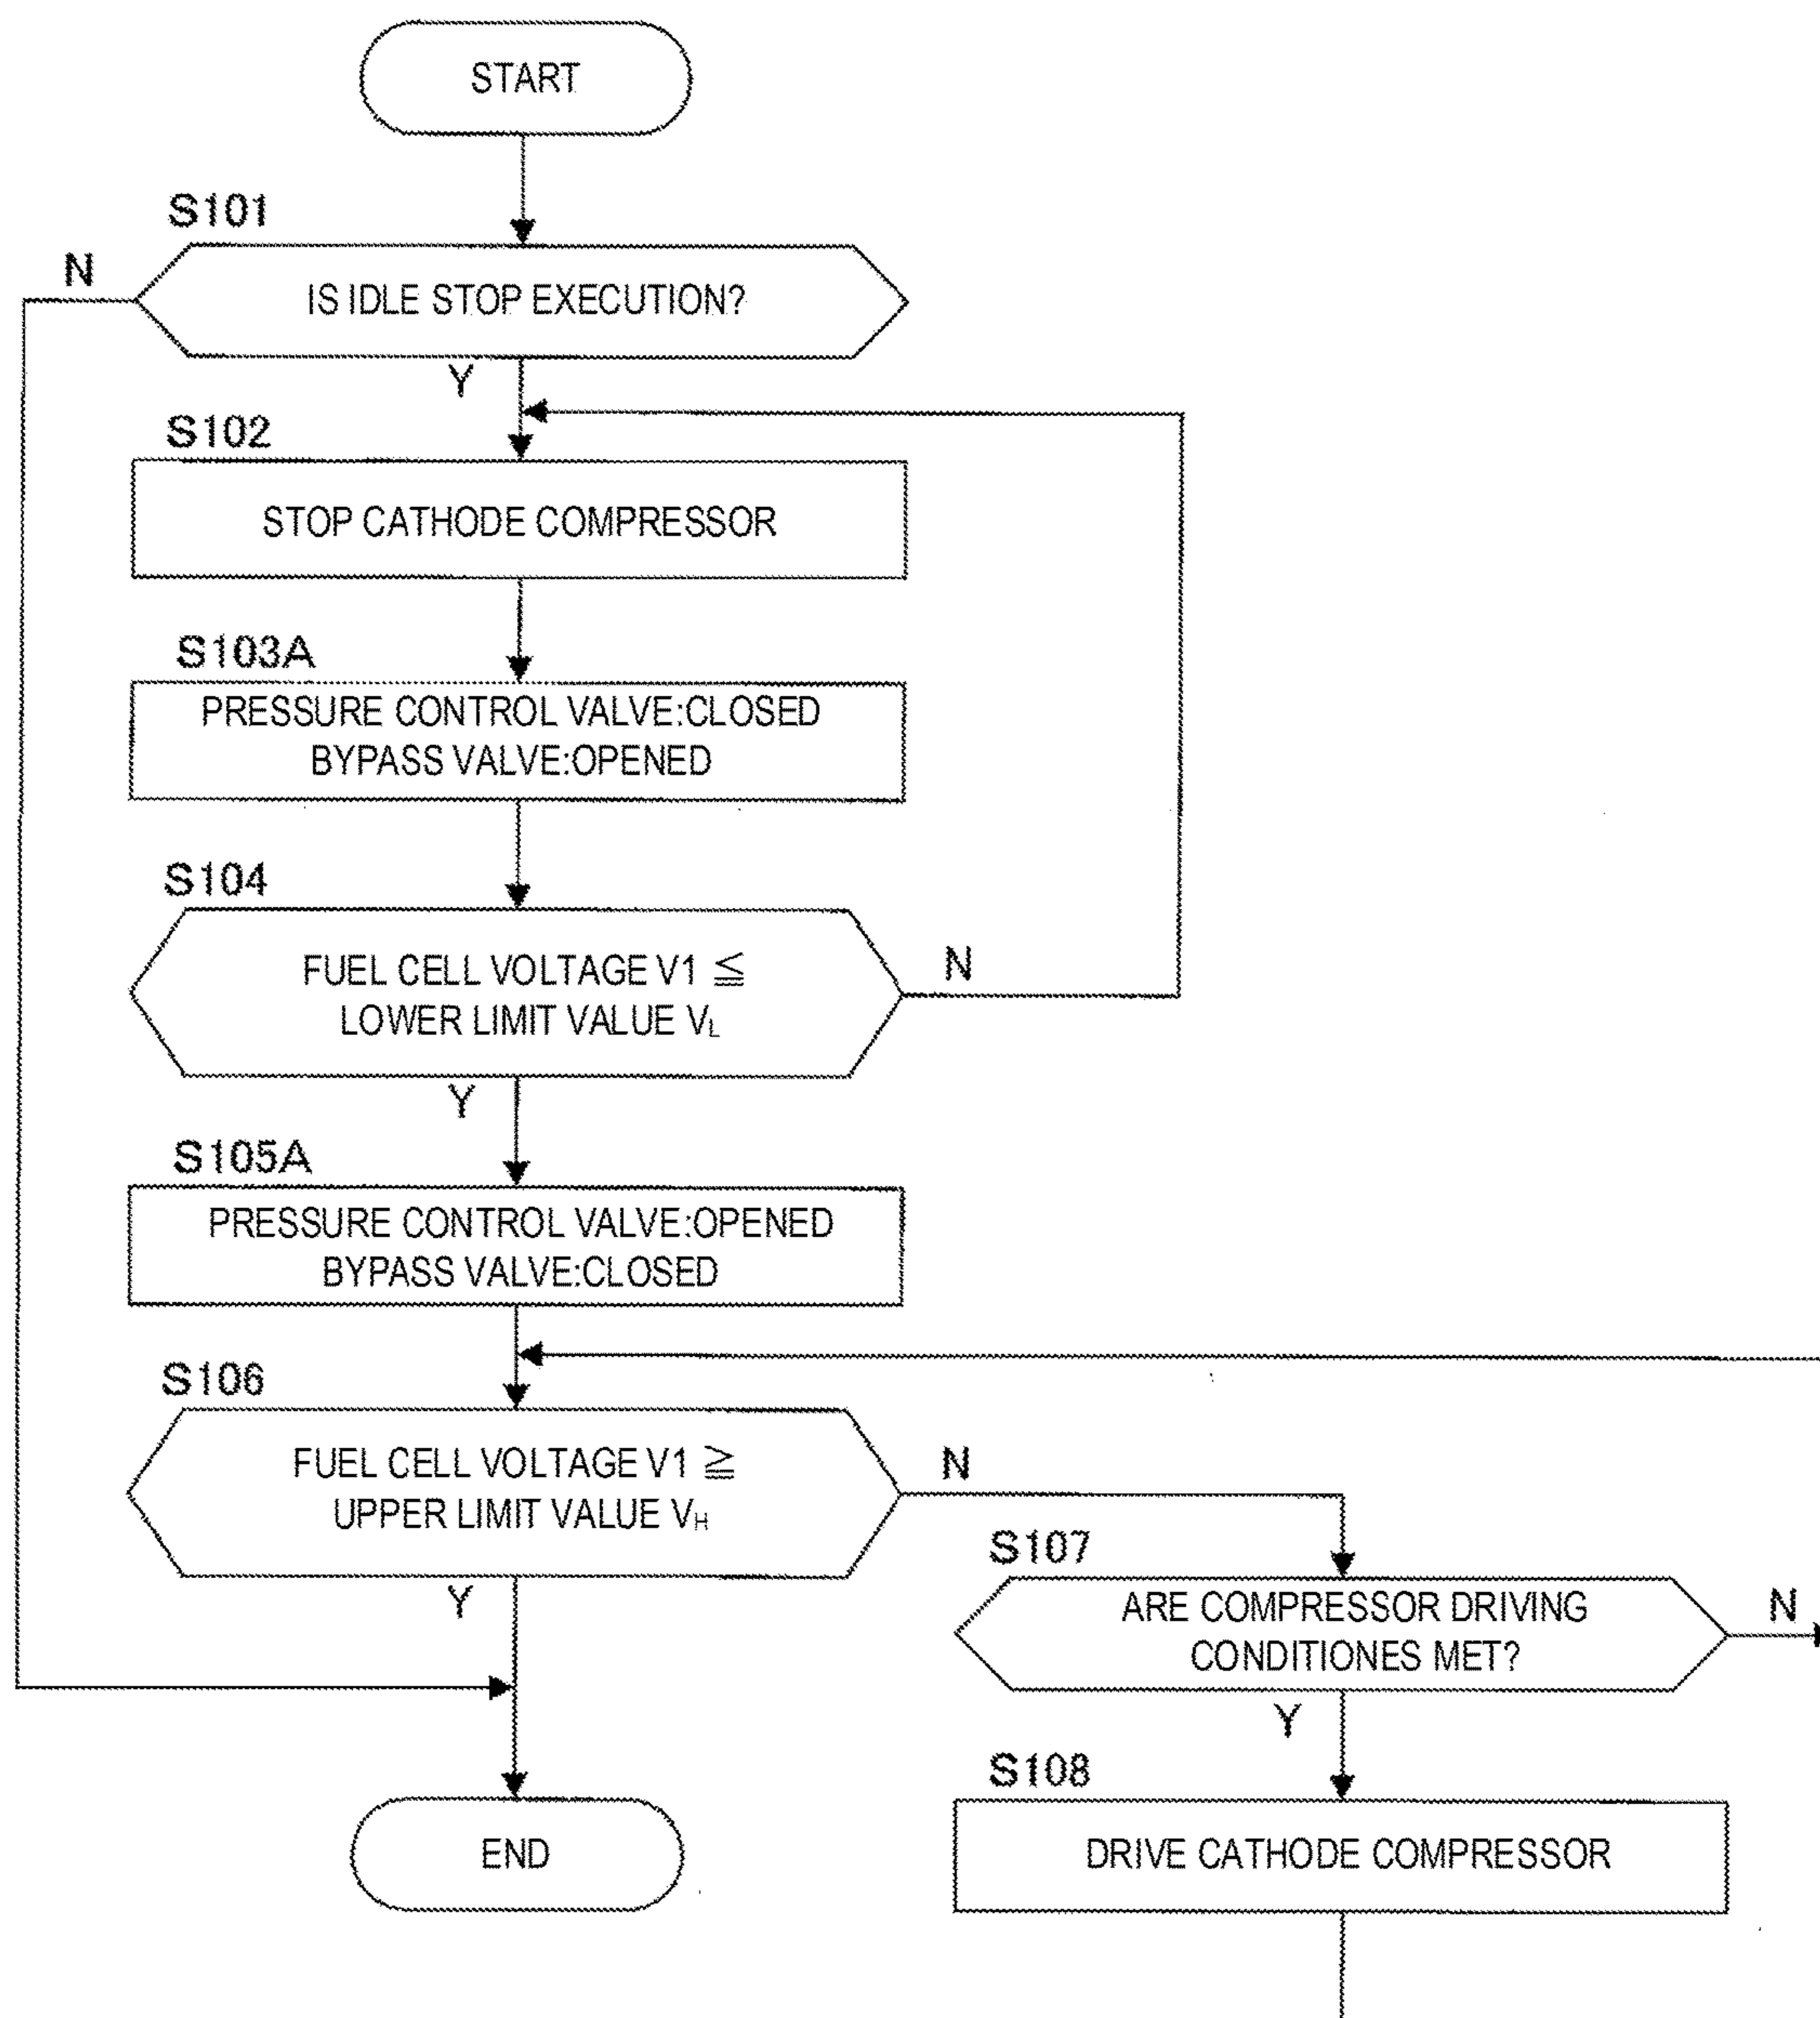 START
S101
N
IS IDLE STOP EXECUTION?
Y
S102
STOP CATHODE COMPRESSOR
S103A
PRESSURE CONTROL VALVE:CLOSED
BYPASS VALVE:OPENED
S104
FUEL CELL VOLTAGE V1 ≦
LOWER LIMIT VALUE VL
N
Y
S105A
PRESSURE CONTROL VALVE:OPENED
BYPASS VALVE:CLOSED
S106
FUEL CELL VOLTAGE V1 ≧
UPPER LIMIT VALUE VH
N
Y
S107
ARE COMPRESSOR DRIVING
CONDITIONES MET?
N
Y
S108
DRIVE CATHODE COMPRESSOR
END